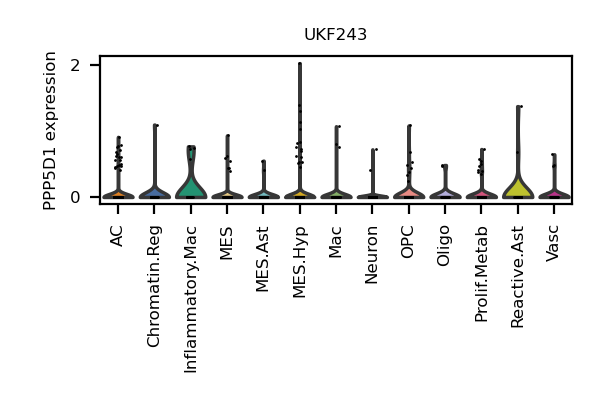 UKF243
PPP5D1 expression
2
0
AC
Chromatin.Reg
Inflammatory.Mac
MES
MES.Ast
MES.Hyp
Mac
Neuron
OPC
Oligo
Prolif.Metab
Reactive.Ast
Vasc